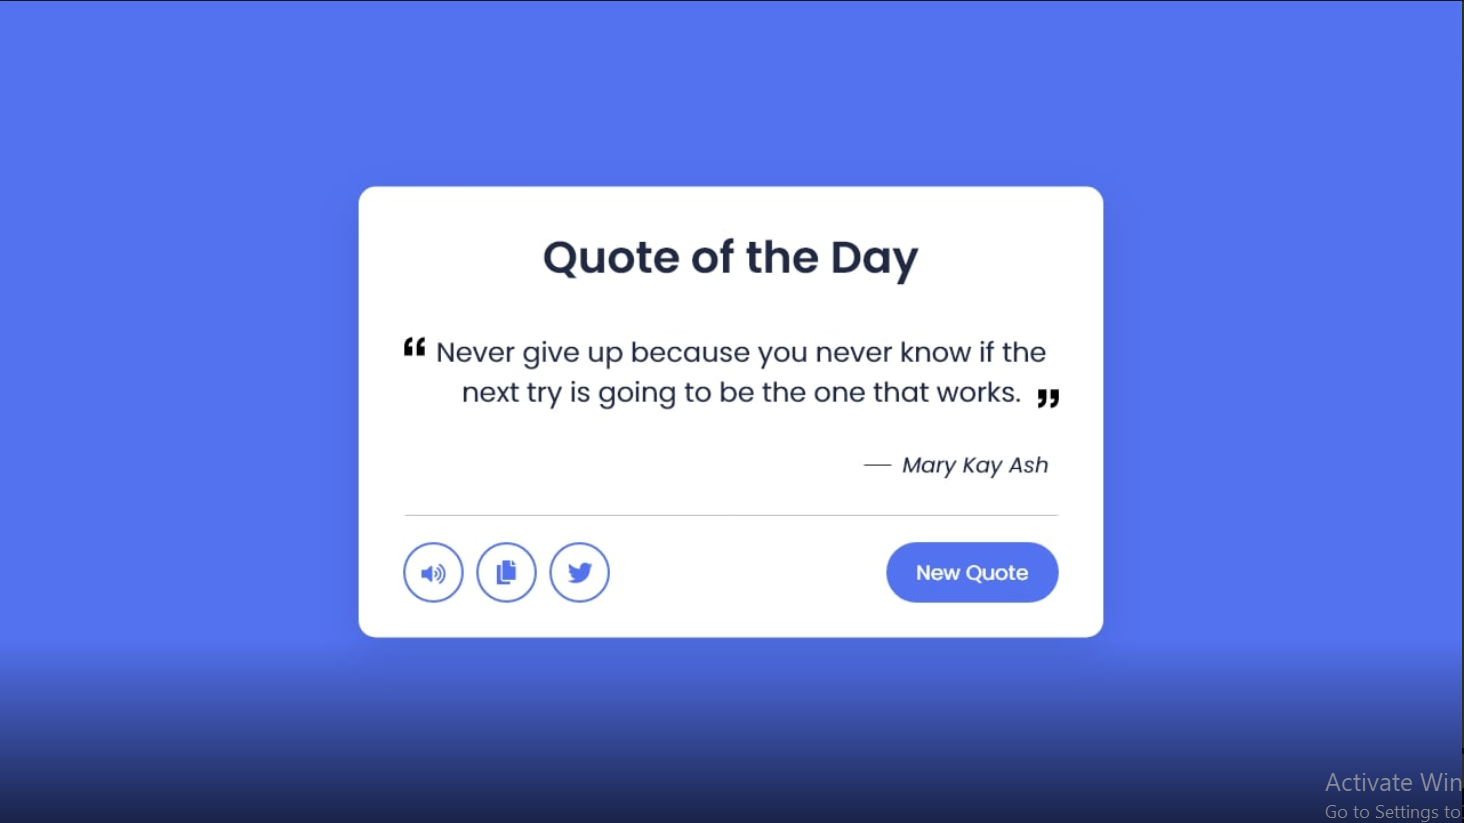 Quote of the Day
“ Never give up because you never know if the
next try is going to be the one that works. ”
— Mary Kay Ash
New Quote
Activate Win
Go to Settings to